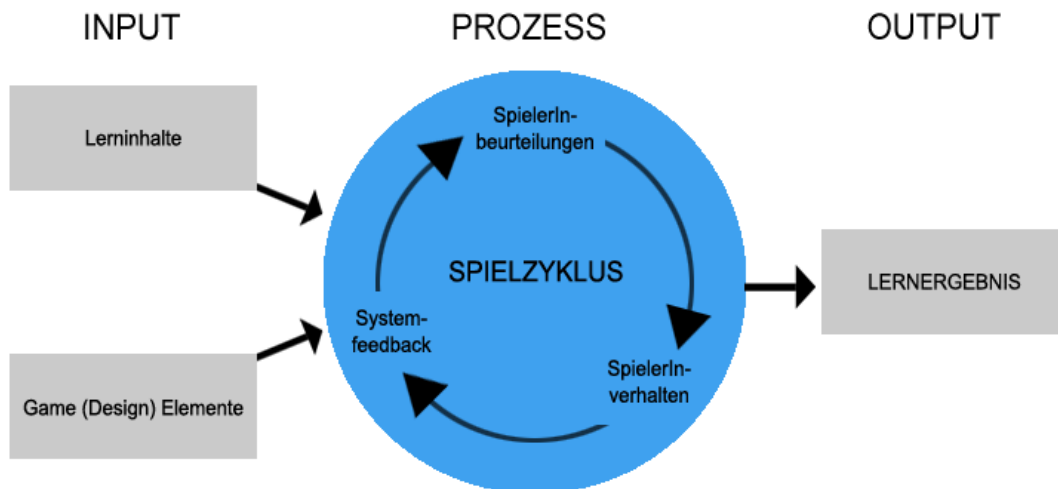 INPUT
PROZESS
OUTPUT
Lerninhalte
Game (Design) Elemente
SpielerIn-
beurteilungen
SPIELZYKLUS
System-
feedback
SpielerIn-
verhalten
LERNERGEBNIS